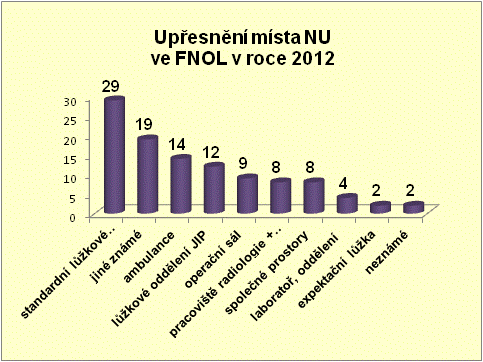 Upřesnění místa NU
ve FNOL v roce 2012
29
19
14
12
9
8
8
4
2
2
30
25
20
15
10
5
0
standardní lůžkové..
jiné známé
ambulance
lůžkové oddělení JIP
operační sál
pracoviště radiologie +..
společné prostory
laboratoř, oddělení
expektační lůžka
neznámé